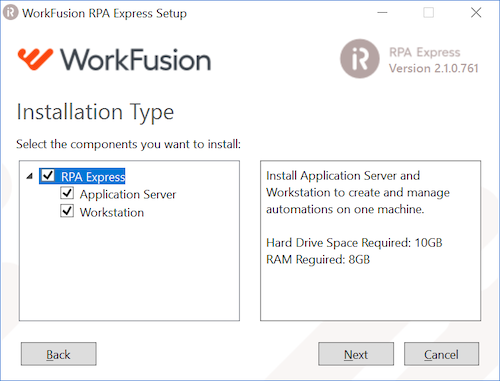 WorkFusion RPA Express Setup
WorkFusion
RPA Express
Version 2.1.0.761
Installation Type
Select the components you want to install:
RPA Express
Application Server
Workstation
Install Application Server and
Workstation to create and manage
automations on one machine.
Hard Drive Space Required: 10GB
RAM Reguired: 8GB
Back
Next
Cancel